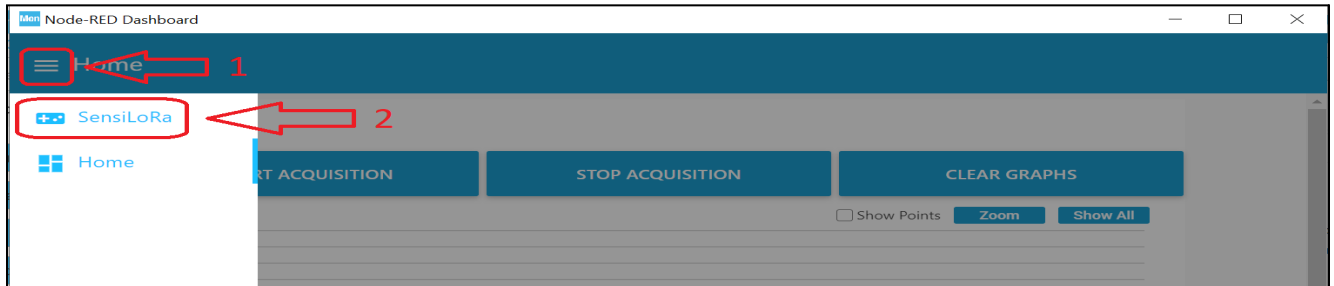 Mon Node-RED Dashboard
Home 1
SensiLoRa 2
Home
RT ACQUISITION STOP ACQUISITION CLEAR GRAPHS
Show Points Zoom Show All